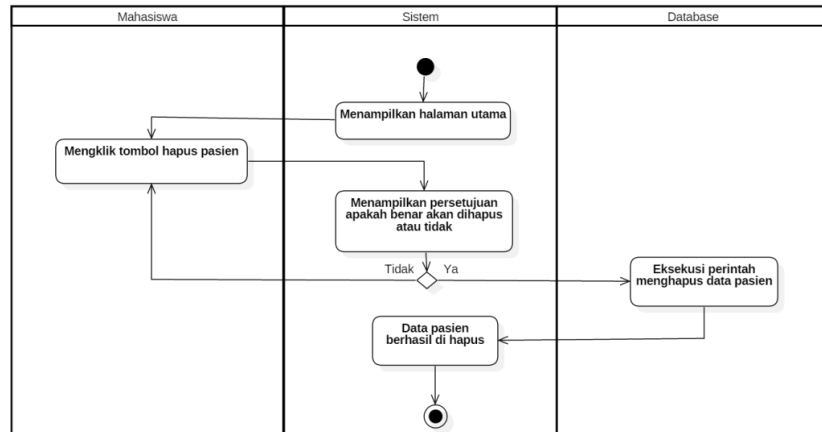 Mahasiswa
Sistem
Database
Menampilkan halaman utama
Mengklik tombol hapus pasien
Menampilkan persetujuan
apakah benar akan dihapus
atau tidak
Tidak
Ya
Eksekusi perintah
menghapus data pasien
Data pasien
berhasil di hapus